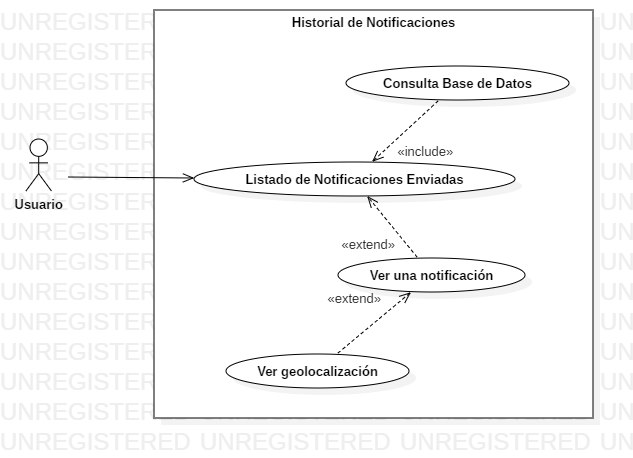 UNREGISTERED UNREGISTERED UNREGISTERED UN
Historial de Notificaciones
Consulta Base de Datos
«include»
Listado de Notificaciones Enviadas
Usuario
«extend»
Ver una notificación
«extend»
Ver geolocalización